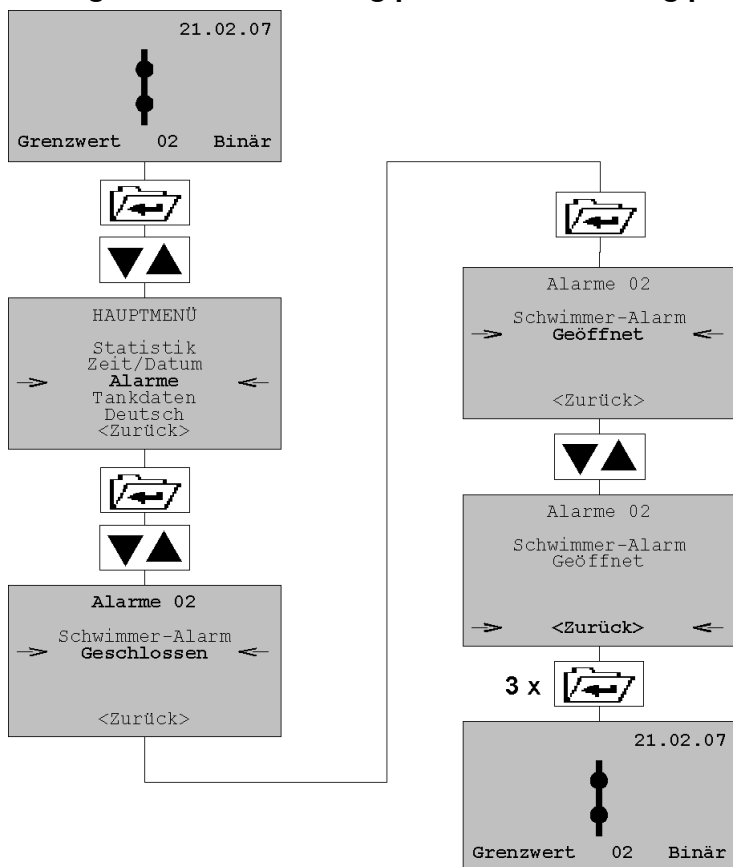 21.02.07
Grenzwert 02 Binär
HAUPTMENÜ
Statistik
Zeit/Datum
Alarme
Tankdaten
Deutsch
<Zurück>
Alarme 02
Schwimmer-Alarm
Geschlossen
<Zurück>
Alarme 02
Schwimmer-Alarm
Geöffnet
<Zurück>
Alarme 02
Schwimmer-Alarm
Geöffnet
<Zurück>
3 x
21.02.07
Grenzwert 02 Binär